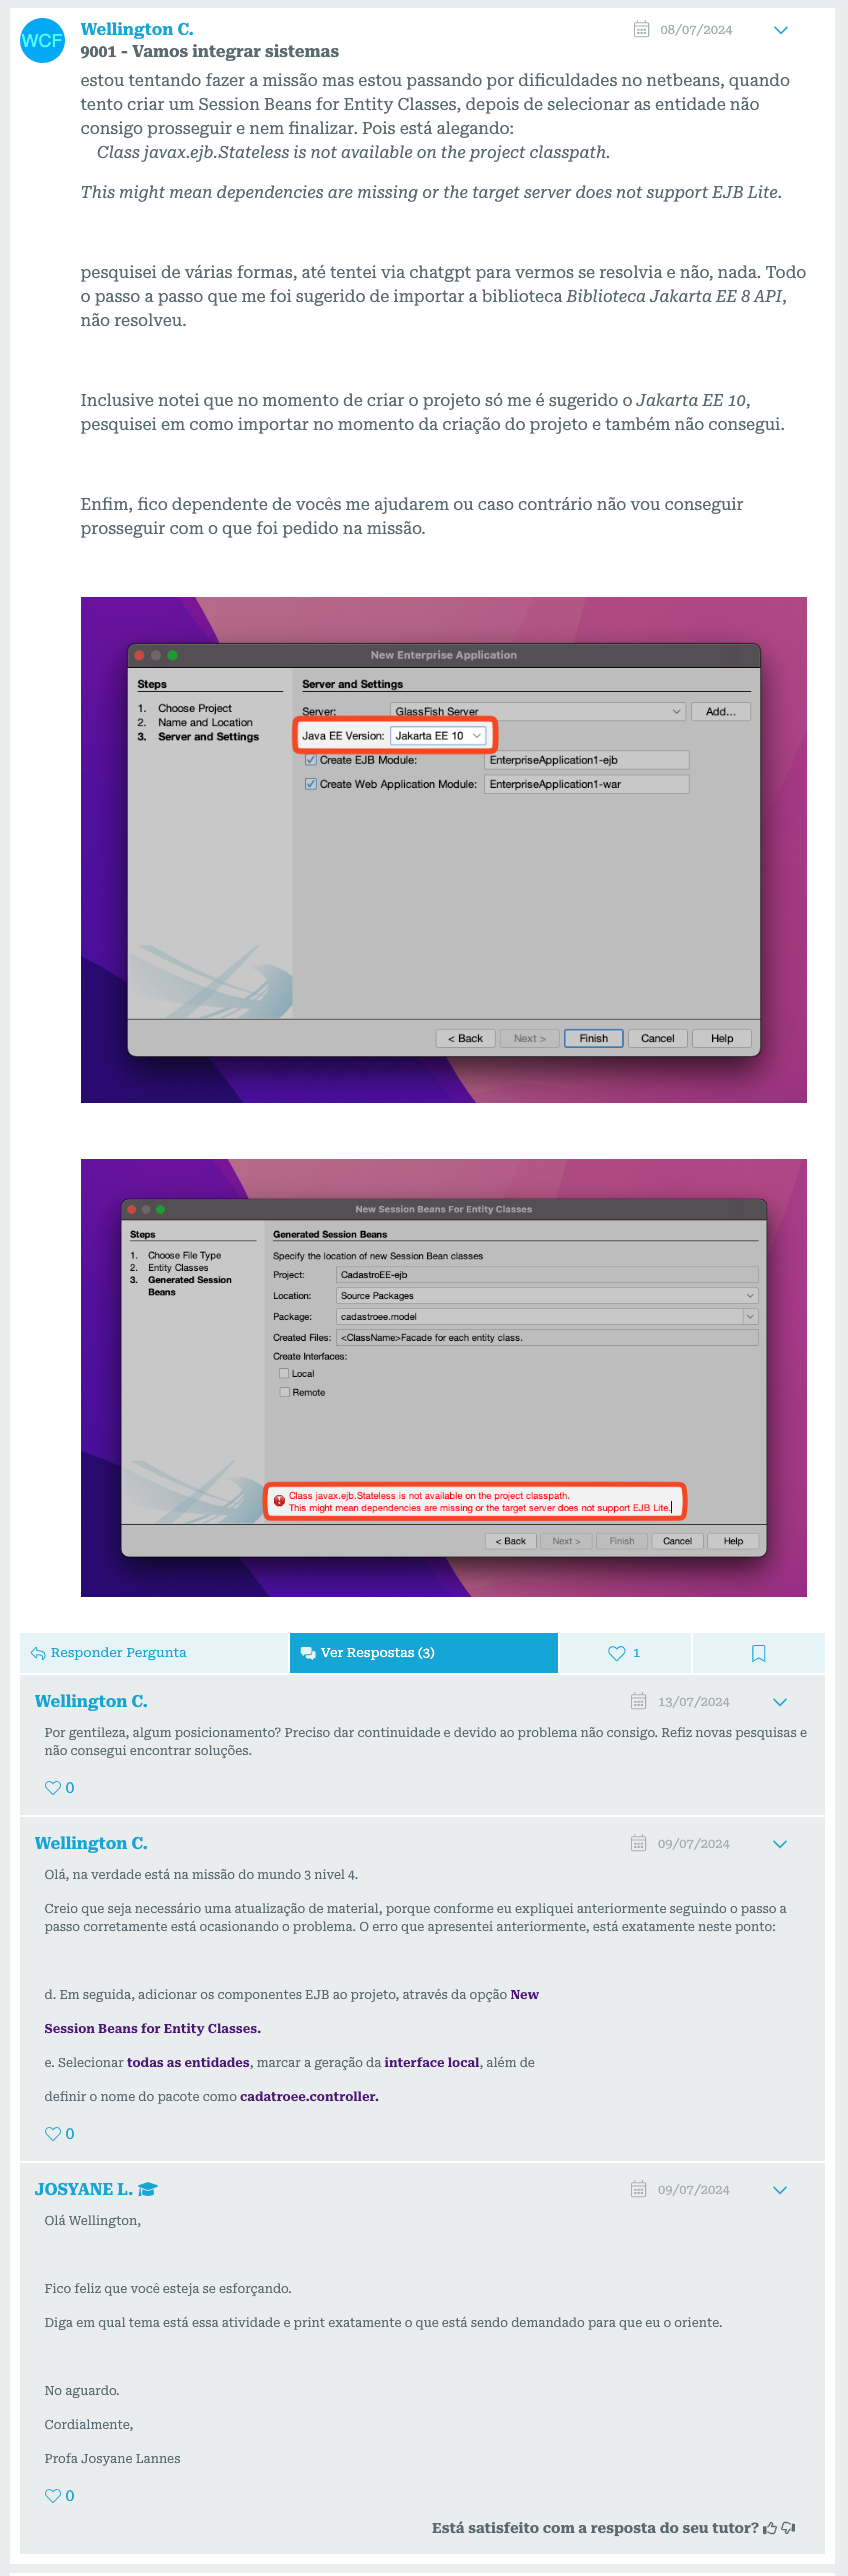 WCF
Wellington C.
08/07/2024
9001 - Vamos integrar sistemas
estou tentando fazer a missão mas estou passando por dificuldades no netbeans, quando
tento criar um Session Beans for Entity Classes, depois de selecionar as entidade não
consigo prosseguir e nem finalizar. Pois está alegando:
Class javax.ejb.Stateless is not available on the project classpath.
This might mean dependencies are missing or the target server does not support EJB Lite.
pesquisei de várias formas, até tentei via chatgpt para vermos se resolvia e não, nada. Todo
o passo a passo que me foi sugerido de importar a biblioteca Biblioteca Jakarta EE 8 API,
não resolveu.
Inclusive notei que no momento de criar o projeto só me é sugerido o Jakarta EE 10,
pesquisei em como importar no momento da criação do projeto e também não consegui.
Enfim, fico dependente de vocês me ajudarem ou caso contrário não vou conseguir
prosseguir com o que foi pedido na missão.
New Enterprise Application
Steps
1. Choose Project
2. Name and Location
3. Server and Settings
Server and Settings
Server: GlassFish Server Add...
Java EE Version: Jakarta EE 10
Create EJB Module: EnterpriseApplication1-ejb
Create Web Application Module: EnterpriseApplication1-war
< Back Next > Finish Cancel Help
New Session Beans For Entity Classes
Steps
1. Choose File Type
2. Entity Classes
3. Generated Session
Beans
Generated Session Beans
Specify the location of new Session Bean classes
Project: CadastroEE-ejb
Location: Source Packages
Package: cadastroee.model
Created Files: <ClassName>Facade for each entity class.
Create Interfaces:
Local
Remote
Class javax.ejb.Stateless is not available on the project classpath.
This might mean dependencies are missing or the target server does not support EJB Lite.
< Back Next > Finish Cancel Help
Responder Pergunta Ver Respostas (3) 1
Wellington C. 13/07/2024
Por gentileza, algum posicionamento? Preciso dar continuidade e devido ao problema não consigo. Refiz novas pesquisas e
não consegui encontrar soluções.
0
Wellington C. 09/07/2024
Olá, na verdade está na missão do mundo 3 nivel 4.
Creio que seja necessário uma atualização de material, porque conforme eu expliquei anteriormente seguindo o passo a
passo corretamente está ocasionando o problema. O erro que apresentei anteriormente, está exatamente neste ponto:
d. Em seguida, adicionar os componentes EJB ao projeto, através da opção New
Session Beans for Entity Classes.
e. Selecionar todas as entidades, marcar a geração da interface local, além de
definir o nome do pacote como cadatroee.controller.
0
JOSYANE L. 09/07/2024
Olá Wellington,
Fico feliz que você esteja se esforçando.
Diga em qual tema está essa atividade e print exatamente o que está sendo demandado para que eu o oriente.
No aguardo.
Cordialmente,
Profa Josyane Lannes
0
Está satisfeito com a resposta do seu tutor?